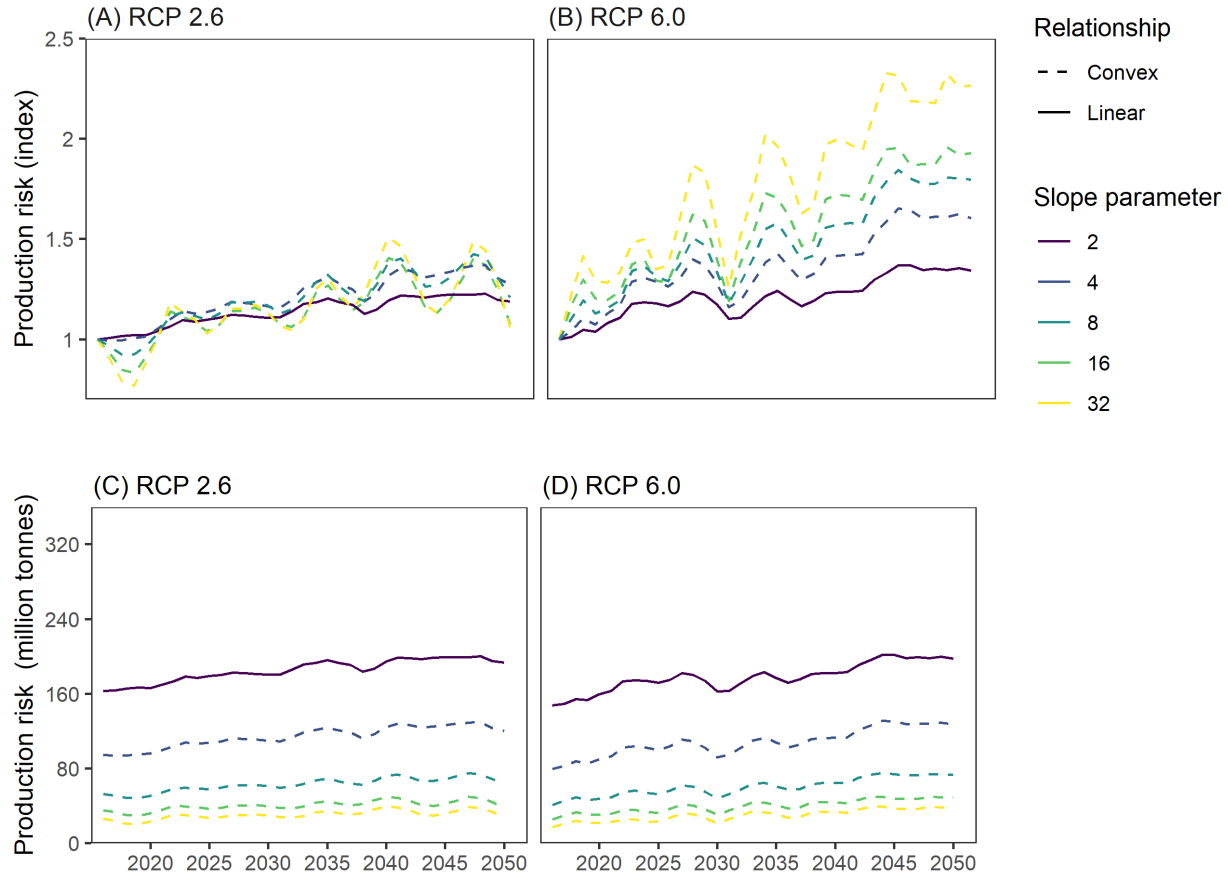 (A) RCP 2.6
(B) RCP 6.0
Production risk (index)
2.5
2
1.5
1
Relationship
Convex
Linear
Slope parameter
2
4
8
16
32
(C) RCP 2.6
(D) RCP 6.0
Production risk (million tonnes)
320
240
160
80
0
2020 2025 2030 2035 2040 2045 2050
2020 2025 2030 2035 2040 2045 2050